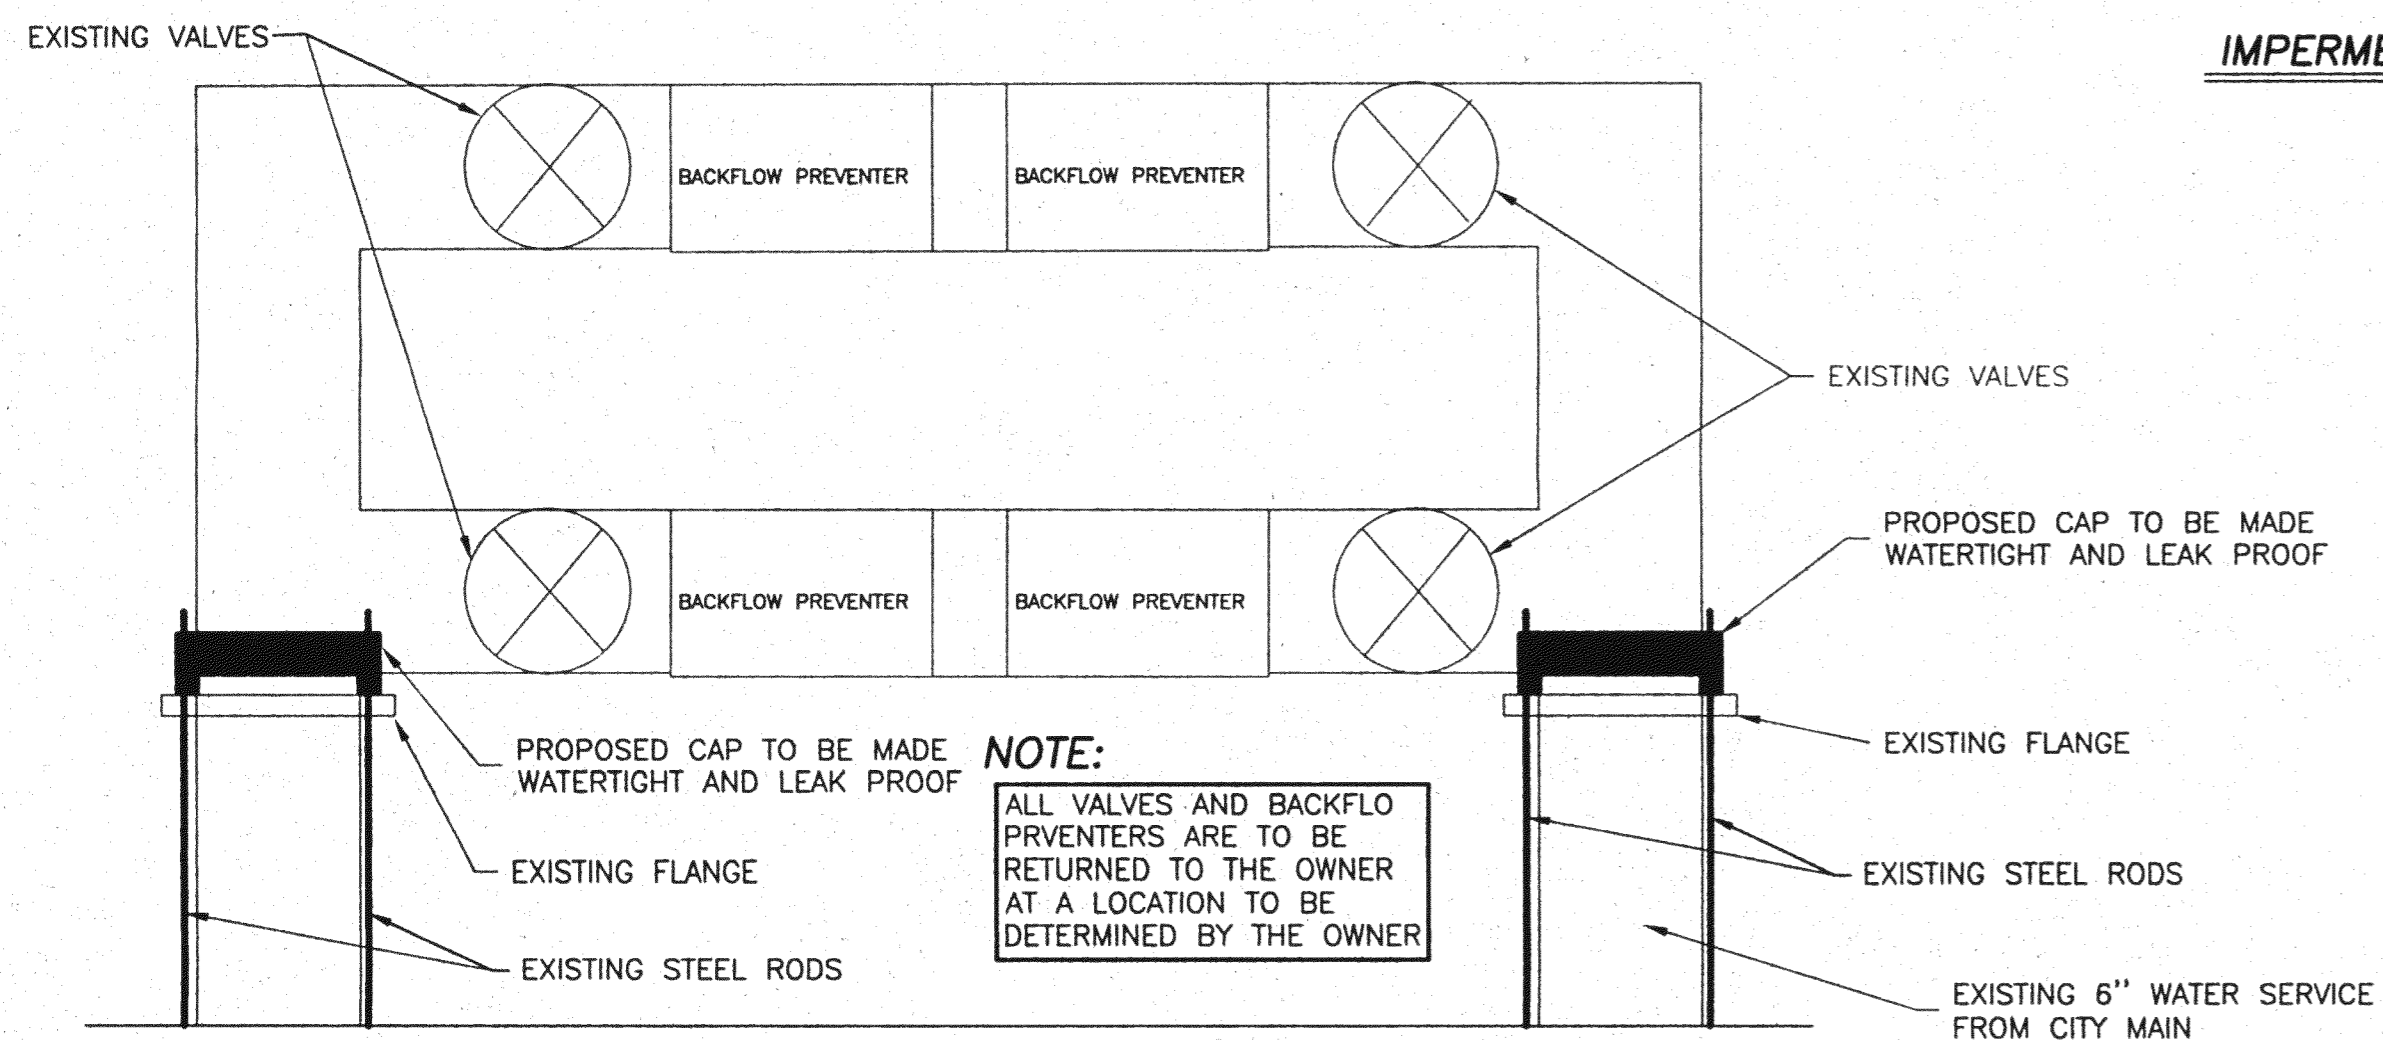 EXISTING VALVES
IMPERME
BACKFLOW PREVENTER
BACKFLOW PREVENTER
EXISTING VALVES
PROPOSED CAP TO BE MADE
WATERTIGHT AND LEAK PROOF
BACKFLOW PREVENTER
BACKFLOW PREVENTER
PROPOSED CAP TO BE MADE
WATERTIGHT AND LEAK PROOF
EXISTING FLANGE
EXISTING STEEL RODS
NOTE:
ALL VALVES AND BACKFLO
PRVENTERS ARE TO BE
RETURNED TO THE OWNER
AT A LOCATION TO BE
DETERMINED BY THE OWNER
EXISTING FLANGE
EXISTING STEEL RODS
EXISTING 6" WATER SERVICE
FROM CITY MAIN